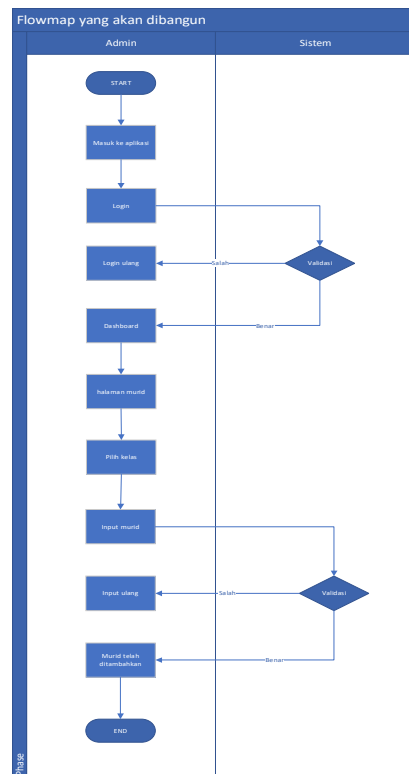 Flowmap yang akan dibangun
Admin
Sistem
START
Masuk ke aplikasi
Login
Login ulang
Salah
Validasi
Dashboard
Benar
halaman murid
Pilih kelas
Input murid
Input ulang
Salah
Validasi
Murid telah
ditambahkan
Benar
END
Phase